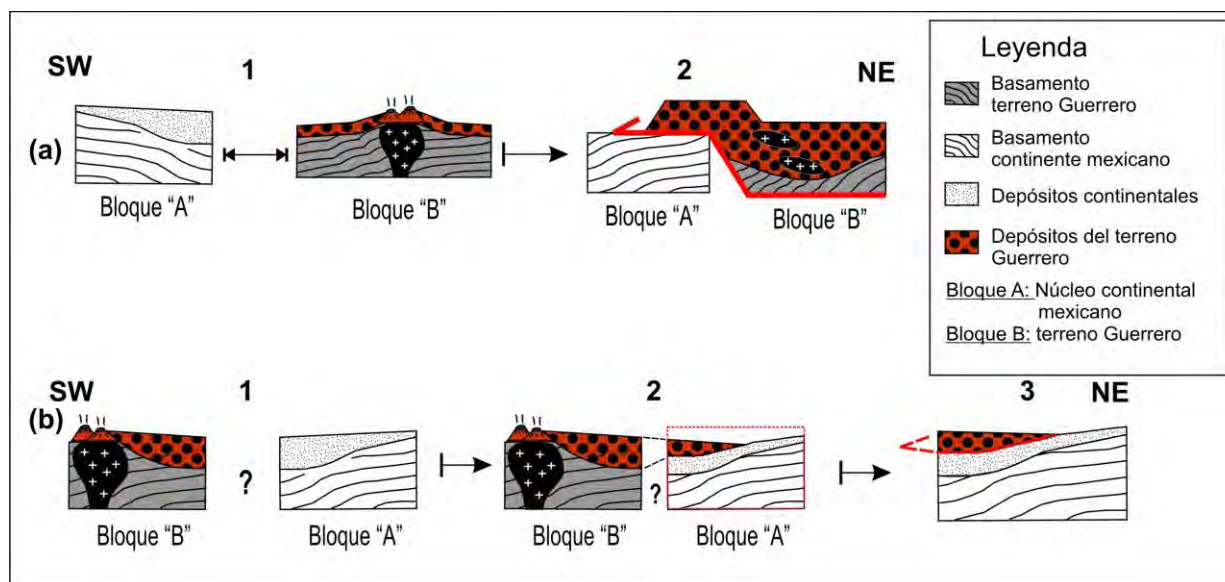 SW
1
2
NE
(a)
Bloque "A"
Bloque "B"
Bloque "A"
Bloque "B"
Leyenda
Basamento
terreno Guerrero
Basamento
continente mexicano
Depósitos continentales
Depósitos del terreno
Guerrero
Bloque A: Núcleo continental
mexicano
Bloque B: terreno Guerrero
SW
1
2
3
NE
(b)
?
?
Bloque "B"
Bloque "A"
Bloque "B"
Bloque "A"